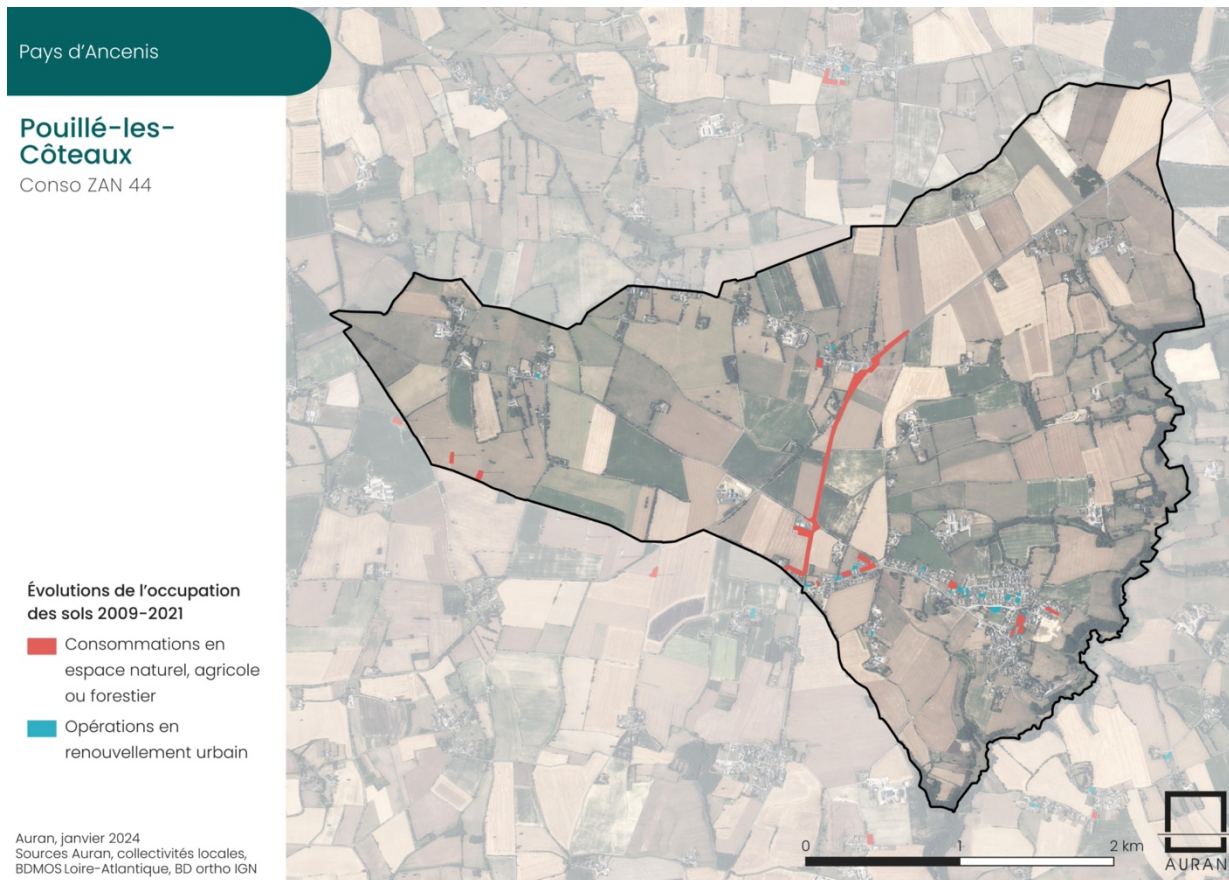 Pays d’Ancenis
Pouillé-les-
Côteaux
Conso ZAN 44
Évolutions de l’occupation
des sols 2009-2021
Consommations en
espace naturel, agricole
ou forestier
Opérations en
renouvellement urbain
Auran, janvier 2024
Sources Auran, collectivités locales,
BDMOS Loire-Atlantique, BD ortho IGN
0 1 2 km
AURAN